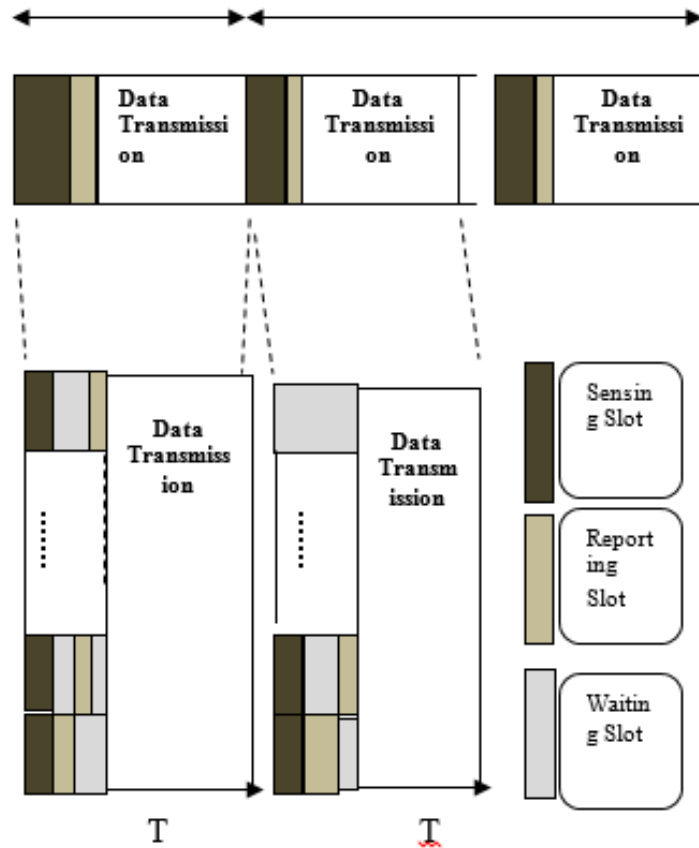 Data
Transmissi
on
Data
Transmissi
on
Data
Transmissi
on
Data
Transmiss
ion
Data
Transm
ission
Sensin
g Slot
Report
ing
Slot
Waitin
g Slot
T
T